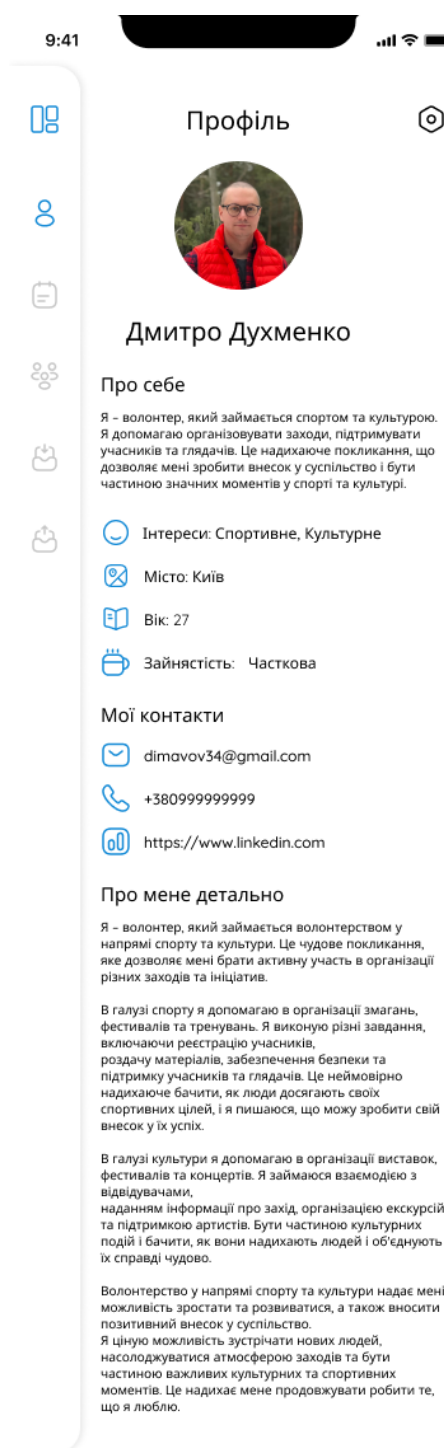 9:41
Профіль
Дмитро Духменко
Про себе
Я – волонтер, який займається спортом та культурою.
Я допомагаю організовувати заходи, підтримувати
учасників та глядачів. Це надихаюче покликання, що
дозволяє мені зробити внесок у суспільство і бути
частиною значних моментів у спорті та культурі.
Інтереси: Спортивне, Культурне
Місто: Київ
Вік: 27
Зайнястість: Часткова
Мої контакти
dimavov34@gmail.com
+380999999999
https://www.linkedin.com
Про мене детально
Я – волонтер, який займається волонтерством у
напрямі спорту та культури. Це чудове покликання,
яке дозволяє мені брати активну участь в організації
різних заходів та ініціатив.
В галузі спорту я допомагаю в організації змагань,
фестивалів та тренувань. Я виконую різні завдання,
включаючи реєстрацію учасників,
роздачу матеріалів, забезпечення безпеки та
підтримку учасників та глядачів. Це неймовірно
надихаюче бачити, як люди досягають своїх
спортивних цілей, і я пишаюся, що можу зробити свій
внесок у їх успіх.
В галузі культури я допомагаю в організації виставок,
фестивалів та концертів. Я займаюся взаємодією з
відвідувачами,
наданням інформації про захід, організацією екскурсій
та підтримкою артистів. Бути частиною культурних
подій і бачити, як вони надихають людей і об'єднують
їх справді чудово.
Волонтерство у напрямі спорту та культури надає мені
можливість зростати та розвиватися, а також вносити
позитивний внесок у суспільство.
Я ціную можливість зустрічати нових людей,
насолоджуватися атмосферою заходів та бути
частиною важливих культурних та спортивних
моментів. Це надихає мене продовжувати робити те,
що я люблю.